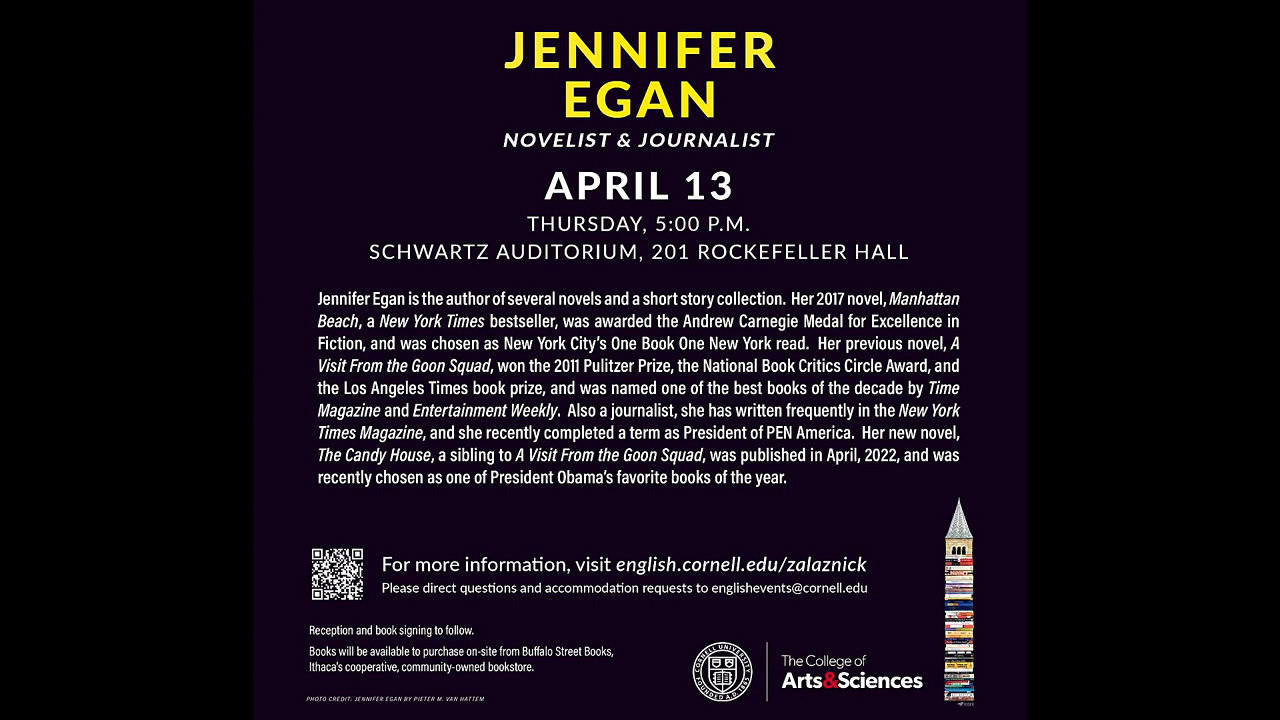 JENNIFER
EGAN
NOVELIST & JOURNALIST
APRIL 13
THURSDAY, 5:00 P.M.
SCHWARTZ AUDITORIUM, 201 ROCKEFELLER HALL
Jennifer Egan is the author of several novels and a short story collection. Her 2017 novel, Manhattan
Beach, a New York Times bestseller, was awarded the Andrew Carnegie Medal for Excellence in
Fiction, and was chosen as New York City's One Book One New York read. Her previous novel, A
Visit From the Goon Squad, won the 2011 Pulitzer Prize, the National Book Critics Circle Award, and
the Los Angeles Times book prize, and was named one of the best books of the decade by Time
Magazine and Entertainment Weekly. Also a journalist, she has written frequently in the New York
Times Magazine, and she recently completed a term as President of PEN America. Her new novel,
The Candy House, a sibling to A Visit From the Goon Squad, was published in April, 2022, and was
recently chosen as one of President Obama's favorite books of the year.
For more information, visit english.cornell.edu/zalaznick
Please direct questions and accommodation requests to englishevents@cornell.edu
Reception and book signing to follow.
Books will be available to purchase on-site from Buffalo Street Books,
Ithaca's cooperative, community-owned bookstore.
CORNELL UNIVERSITY
FOUNDED A.D. 1865
The College of
Arts&Sciences
PHOTO CREDIT: JENNIFER EGAN BY PIETER M. VAN HATTEM